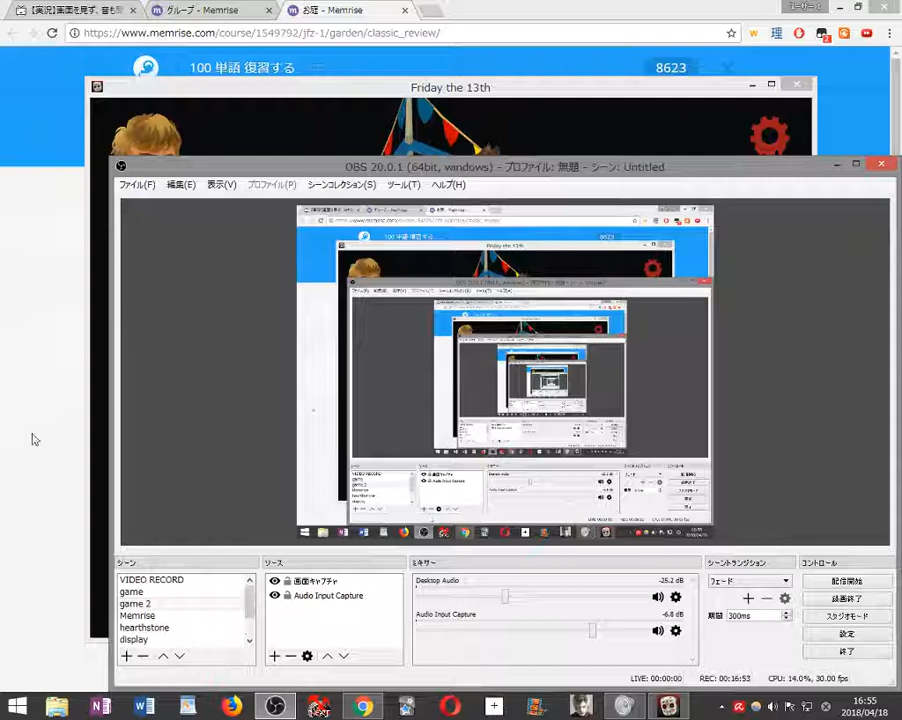 【実況】画面を見ず、音も聞
グループ - Memrise
お題 - Memrise
ユーザー 1
https://www.memrise.com/course/1549792/jfz-1/garden/classic_review/
w 理
100 単語 復習する
8623
Friday the 13th
OBS 20.0.1 (64bit, windows) - プロファイル: 無題 - シーン: Untitled
ファイル(F) 編集(E) 表示(V) プロファイル(P) シーンコレクション(S) ツール(T) ヘルプ(H)
シーン
ソース
ミキサー
シーントランジション
コントロール
VIDEO RECORD
game
game 2
Memrise
hearthstone
display
画面キャプチャ
Audio Input Capture
Desktop Audio
-25.2 dB
Audio Input Capture
-6.8 dB
フェード
期間 300ms
配信開始
録画終了
スタジオモード
設定
終了
LIVE: 00:00:00
REC: 00:16:53
CPU: 14.0%, 30.00 fps
16:55
2018/04/18